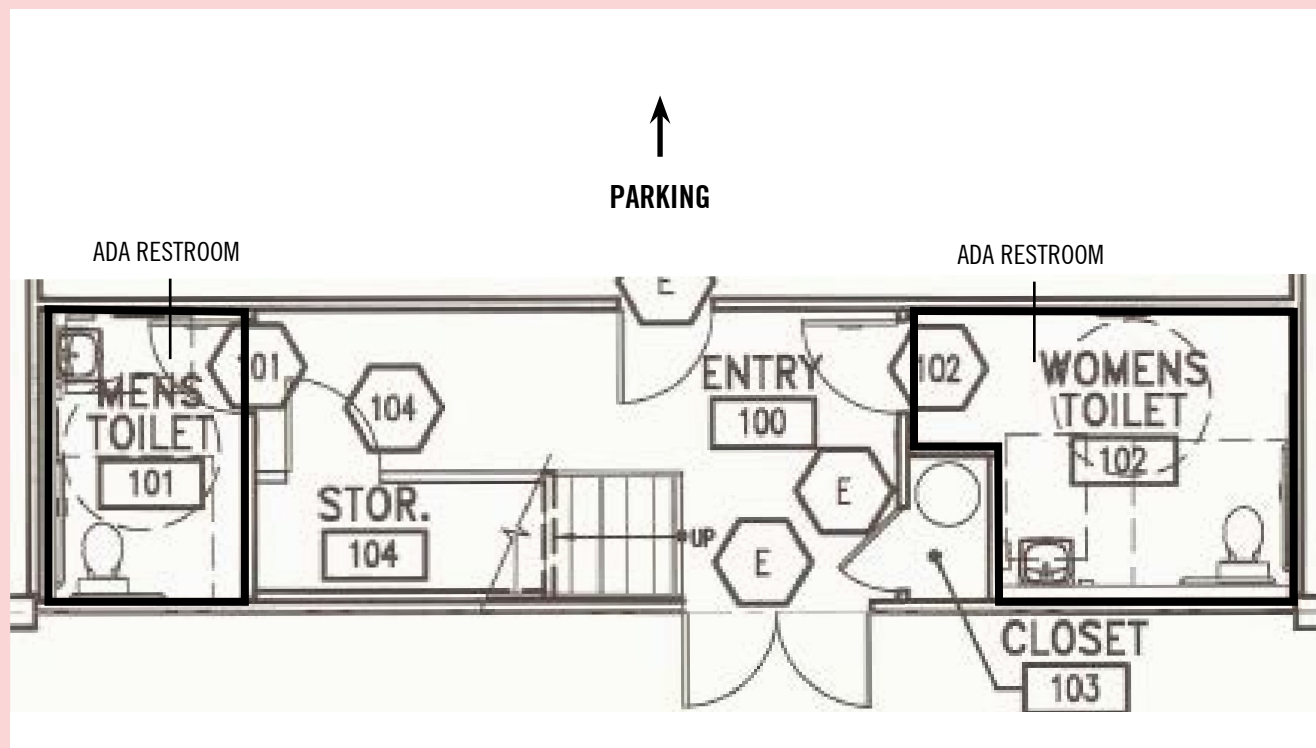 PARKING
ADA RESTROOM
ADA RESTROOM
E
101
104
MENS
TOILET
101
STOR.
104
UP
ENTRY
100
E
E
102
WOMENS
TOILET
102
CLOSET
103